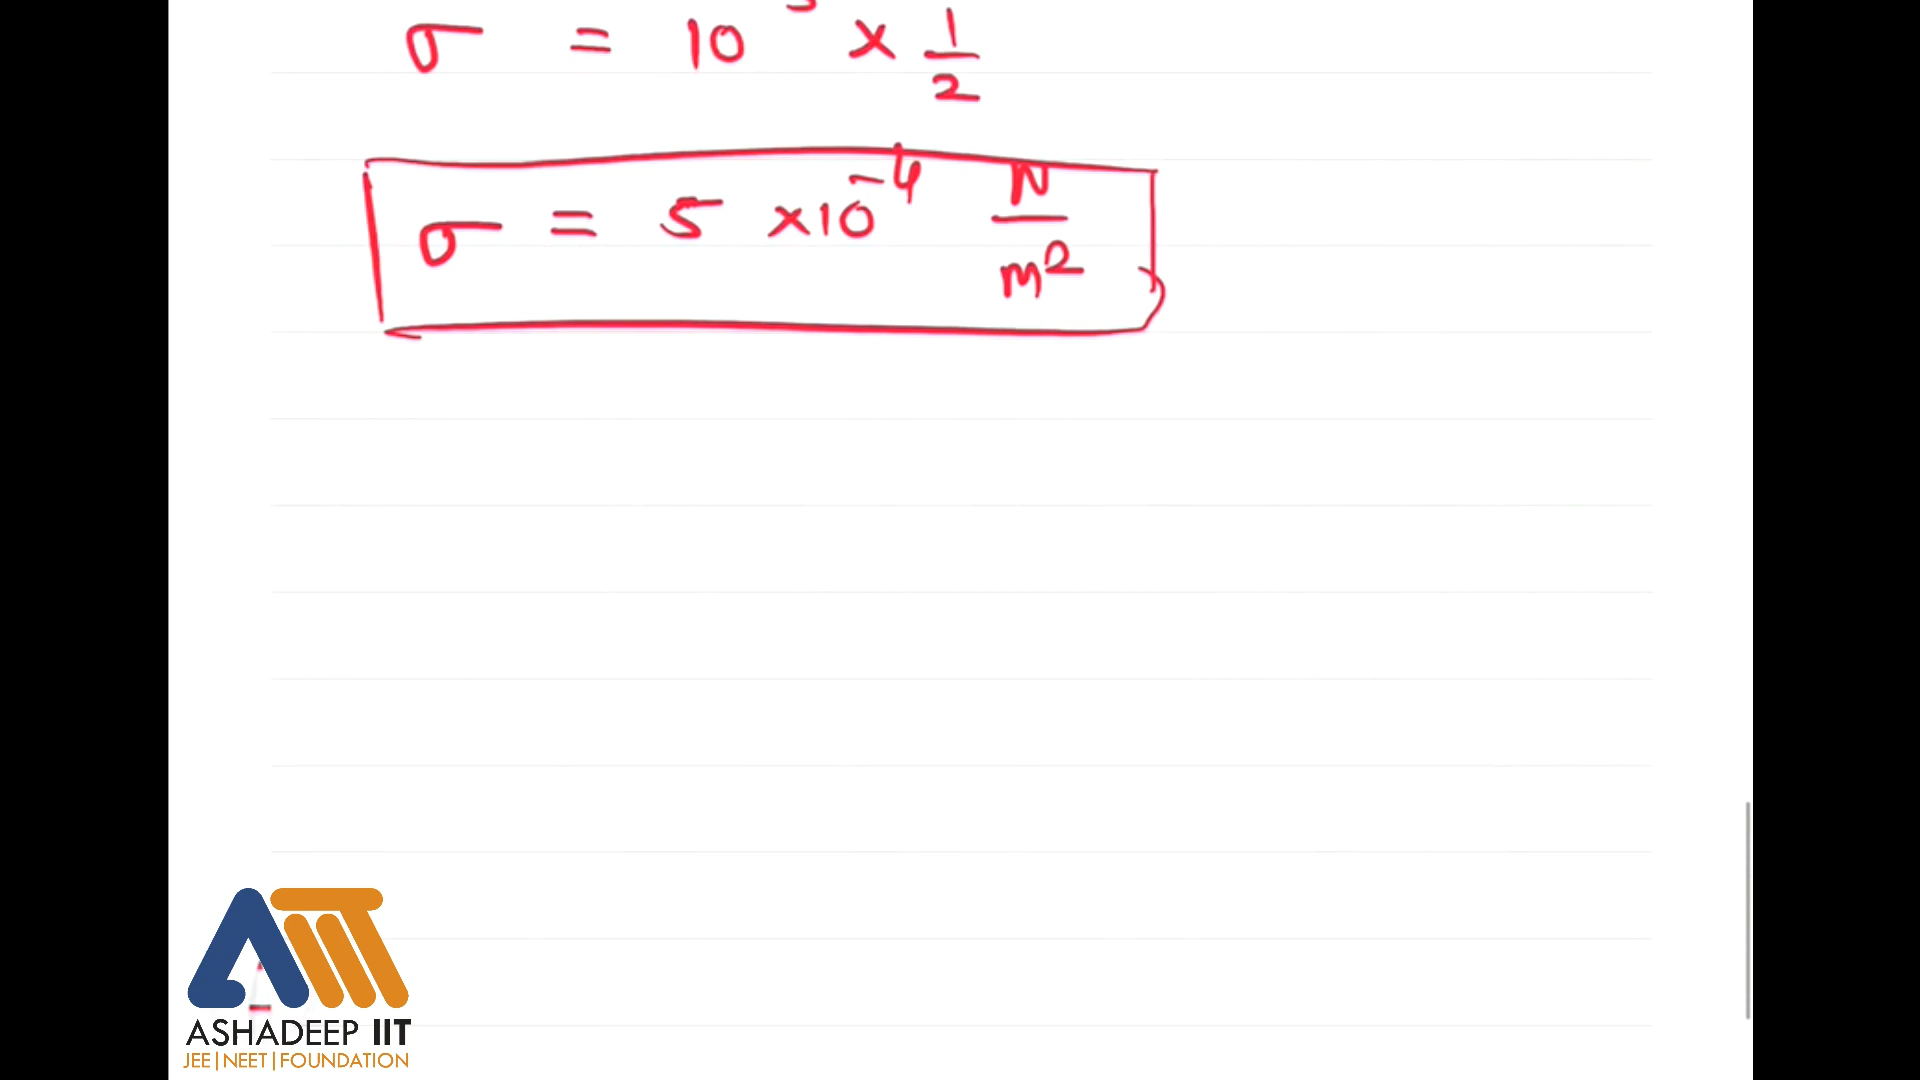 σ = 10 × 1/2
σ = 5 × 10⁻⁴ N/m²
ASHADEEP IIT
JEE|NEET|FOUNDATION